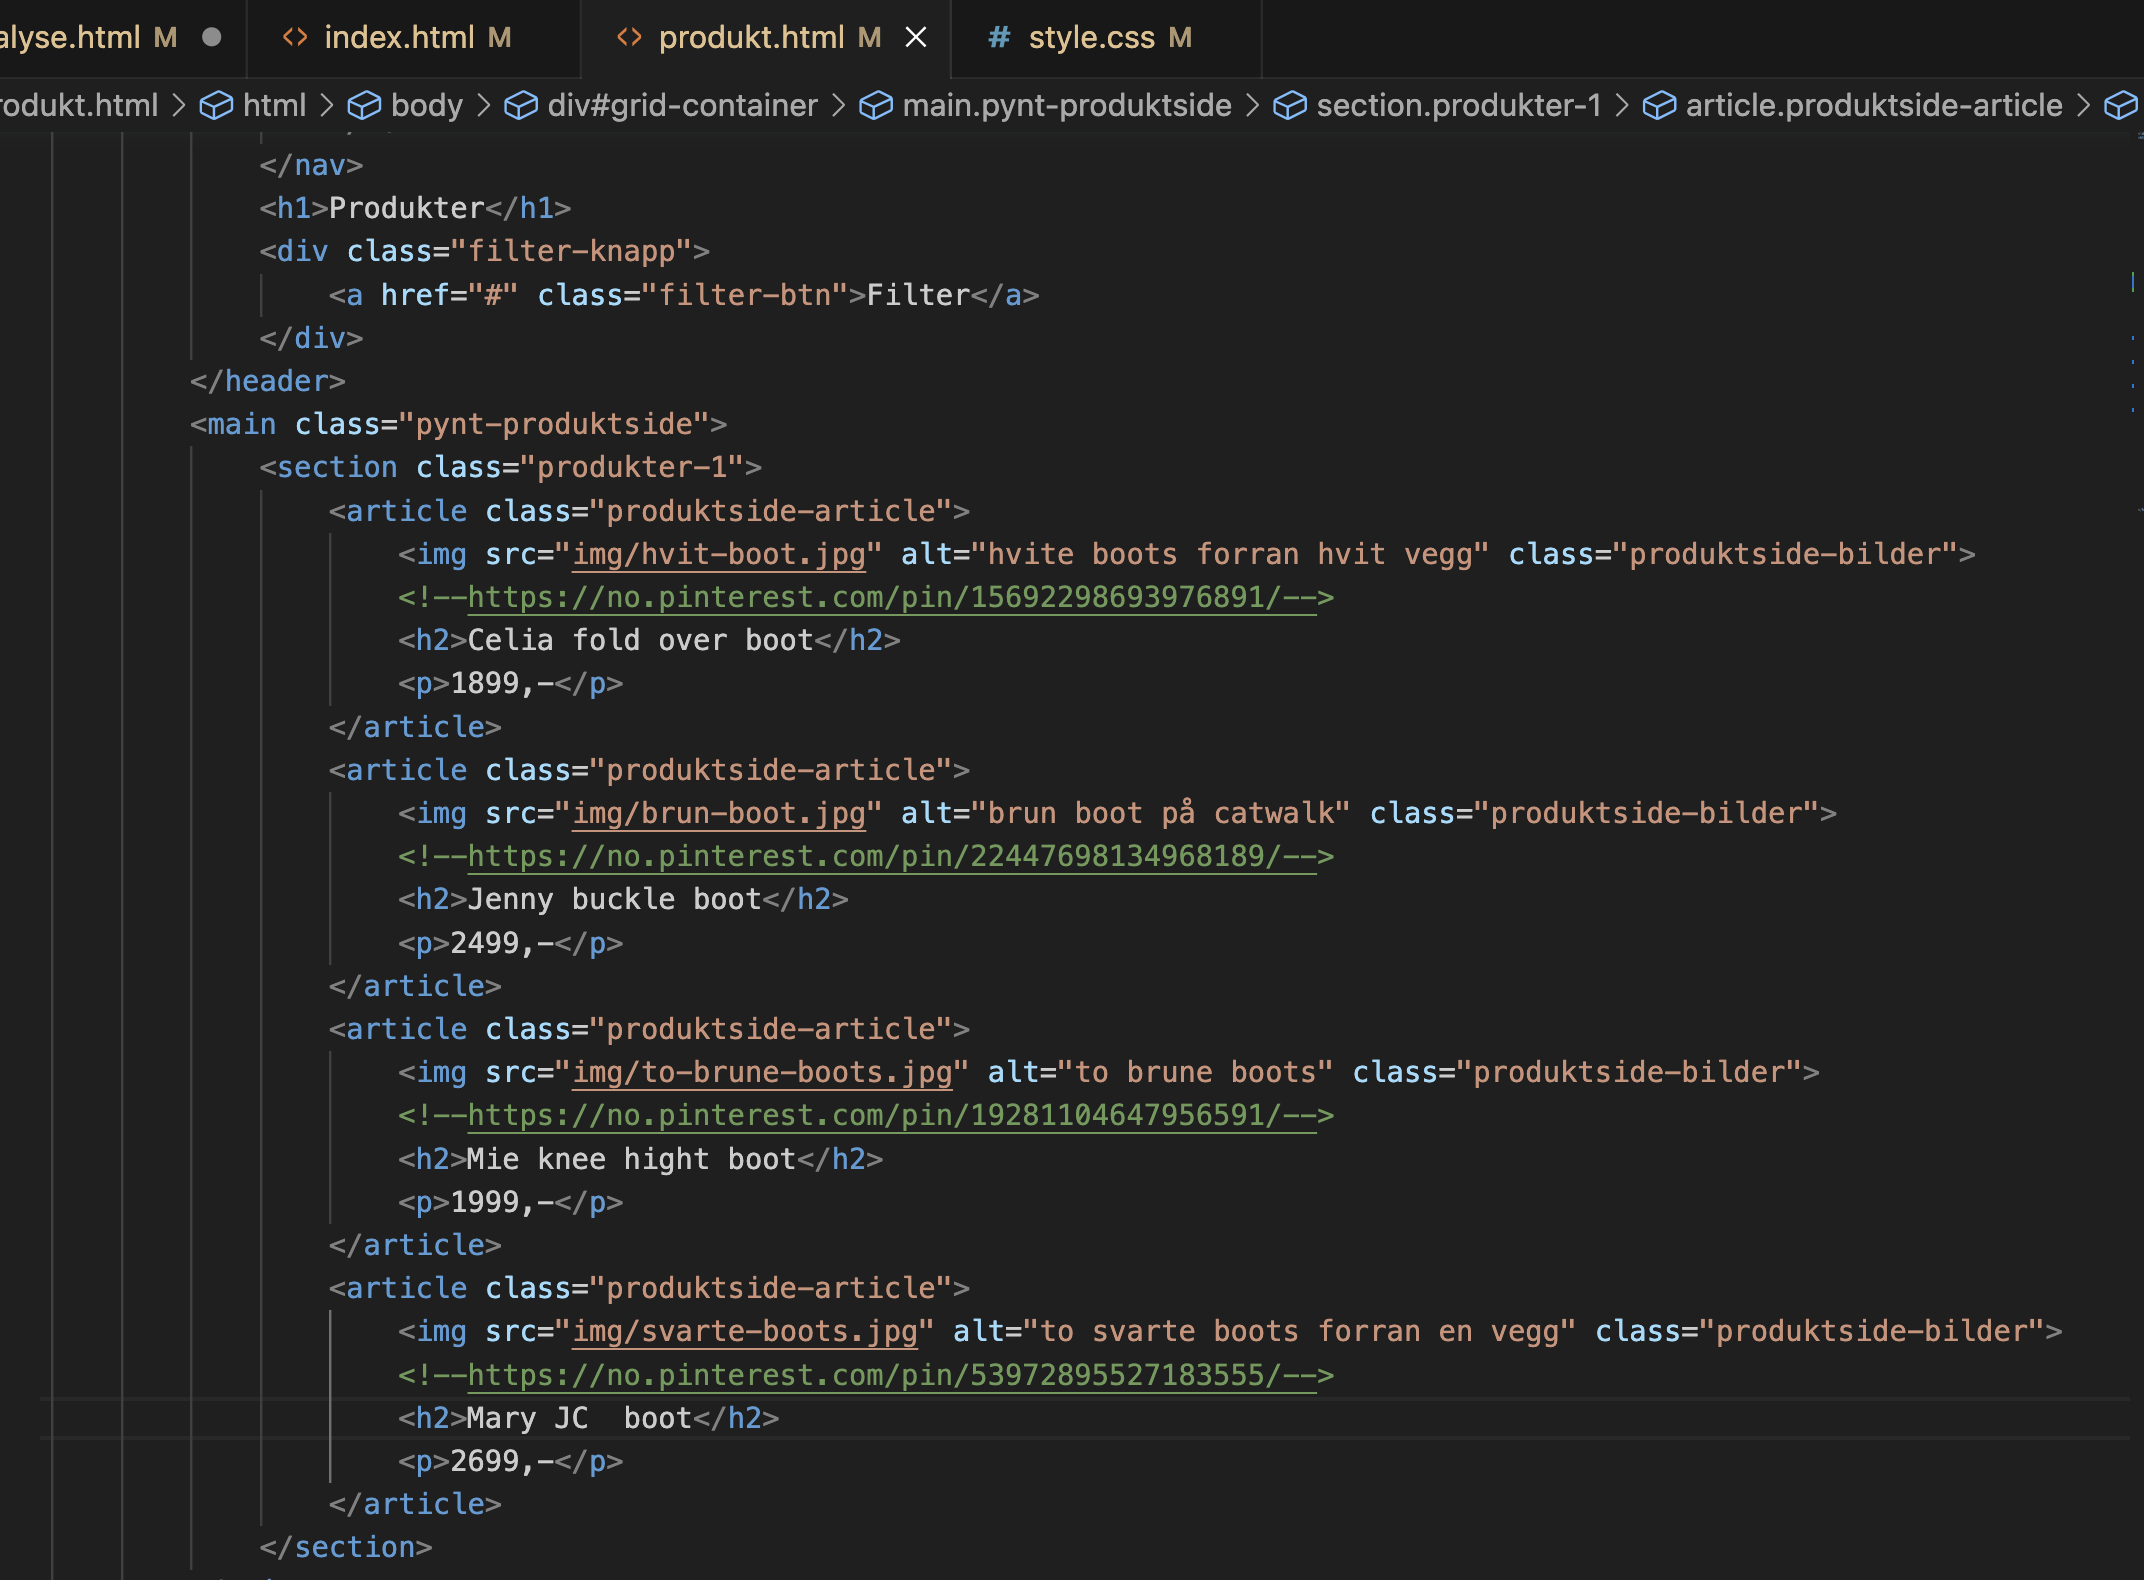 alyse.html M
index.html M
produkt.html M
# style.css M
rodukt.html > html > body > div#grid-container > main.pynt-produktside > section.produkter-1 > article.produktside-article >
</nav>
<h1>Produkter</h1>
<div class="filter-knapp">
<a href="#" class="filter-btn">Filter</a>
</div>
</header>
<main class="pynt-produktside">
<section class="produkter-1">
<article class="produktside-article">
<img src="img/hvit-boot.jpg" alt="hvite boots forran hvit vegg" class="produktside-bilder">
<!--https://no.pinterest.com/pin/15692298693976891/-->
<h2>Celia fold over boot</h2>
<p>1899,-</p>
</article>
<article class="produktside-article">
<img src="img/brun-boot.jpg" alt="brun boot på catwalk" class="produktside-bilder">
<!--https://no.pinterest.com/pin/22447698134968189/-->
<h2>Jenny buckle boot</h2>
<p>2499,-</p>
</article>
<article class="produktside-article">
<img src="img/to-brune-boots.jpg" alt="to brune boots" class="produktside-bilder">
<!--https://no.pinterest.com/pin/19281104647956591/-->
<h2>Mie knee hight boot</h2>
<p>1999,-</p>
</article>
<article class="produktside-article">
<img src="img/svarte-boots.jpg" alt="to svarte boots forran en vegg" class="produktside-bilder">
<!--https://no.pinterest.com/pin/53972895527183555/-->
<h2>Mary JC  boot</h2>
<p>2699,-</p>
</article>
</section>